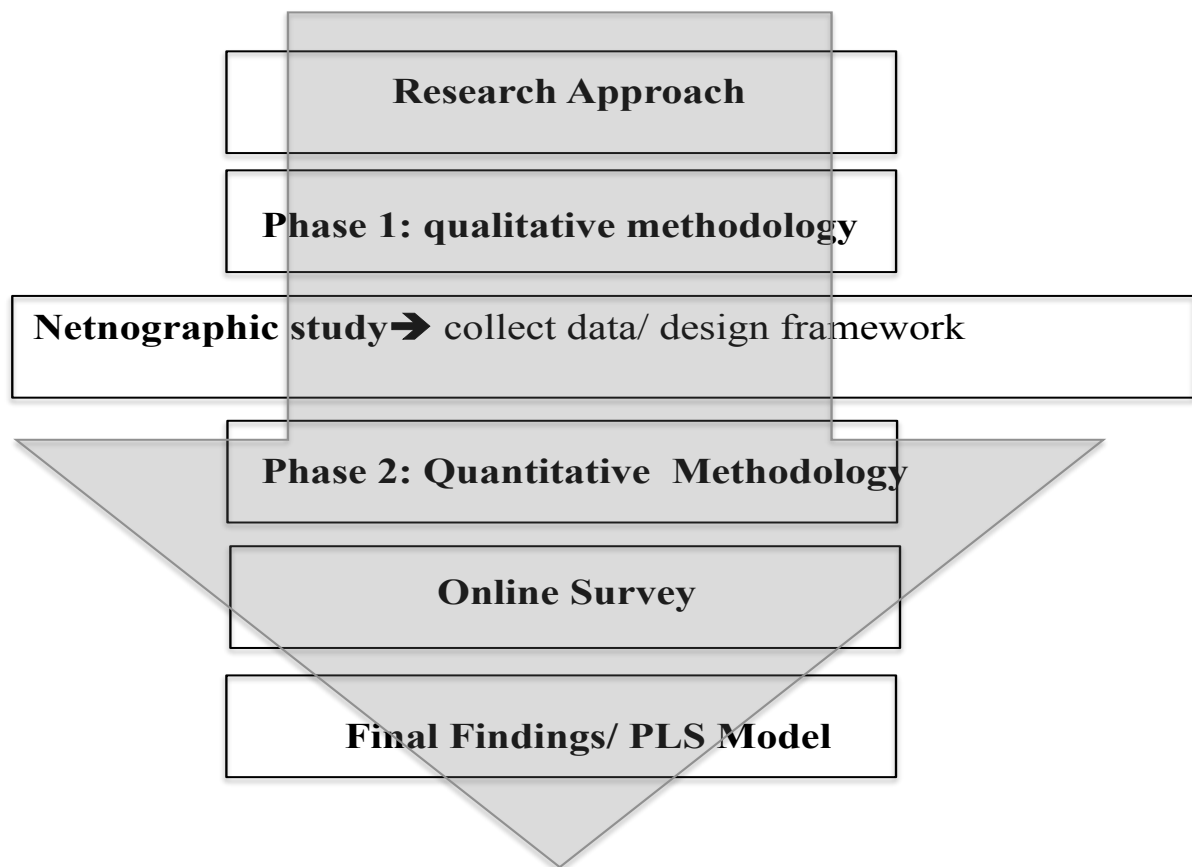 Research Approach
Phase 1: qualitative methodology
Netnographic study➔ collect data/ design framework
Phase 2: Quantitative  Methodology
Online Survey
Final Findings/ PLS Model